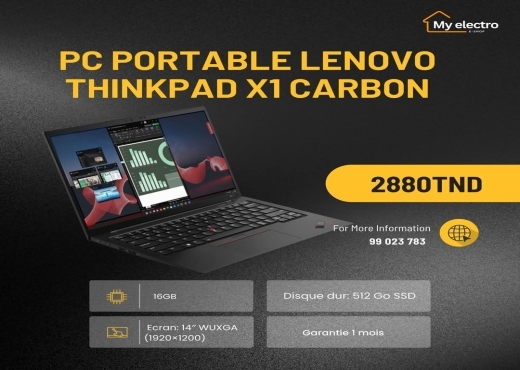 My electro
E-SHOP
PC PORTABLE LENOVO
THINKPAD X1 CARBON
2880TND
For More Information
99 023 783
16GB
Disque dur: 512 Go SSD
Ecran: 14" WUXGA
(1920×1200)
Garantie 1 mois